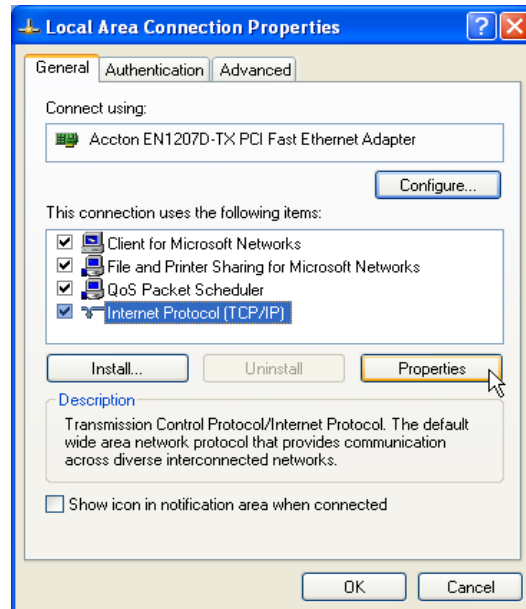 Local Area Connection Properties
General Authentication Advanced
Connect using:
Accton EN1207D-TX PCI Fast Ethernet Adapter
Configure...
This connection uses the following items:
Client for Microsoft Networks
File and Printer Sharing for Microsoft Networks
QoS Packet Scheduler
Internet Protocol (TCP/IP)
Install... Uninstall Properties
Description
Transmission Control Protocol/Internet Protocol. The default
wide area network protocol that provides communication
across diverse interconnected networks.
Show icon in notification area when connected
OK Cancel